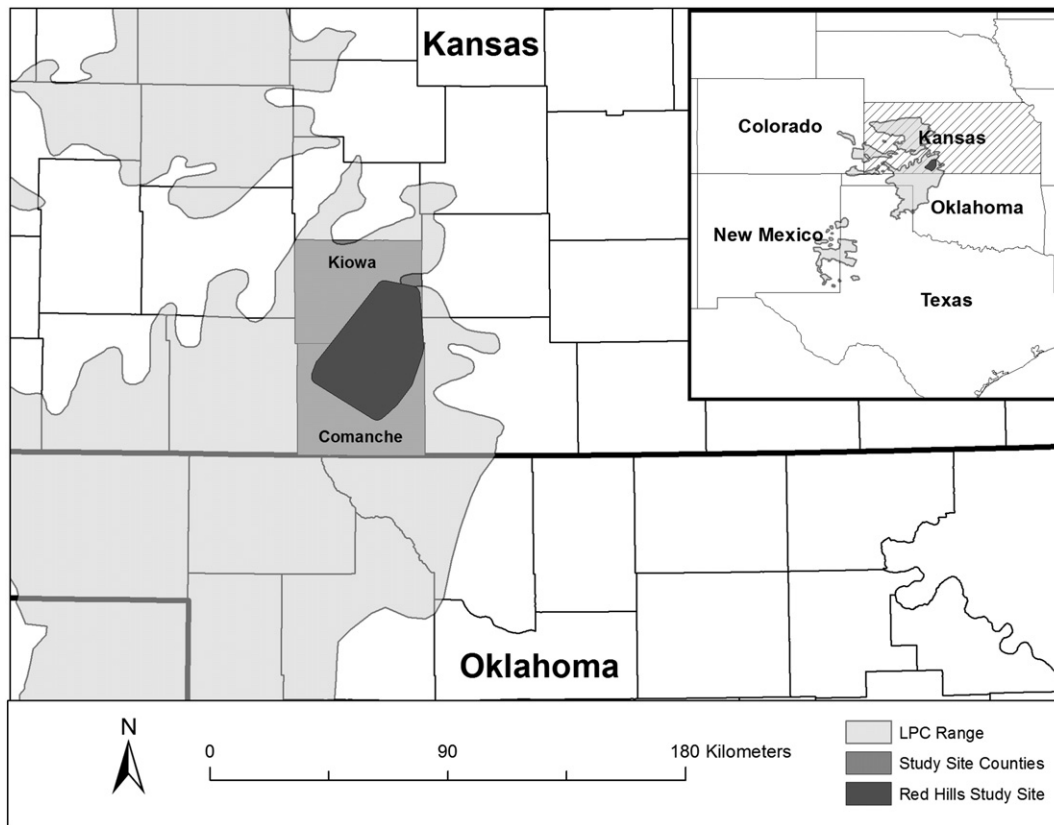 Kansas
Colorado
Kansas
Oklahoma
New Mexico
Texas
Kiowa
Comanche
Oklahoma
N
0 90 180 Kilometers
LPC Range
Study Site Counties
Red Hills Study Site